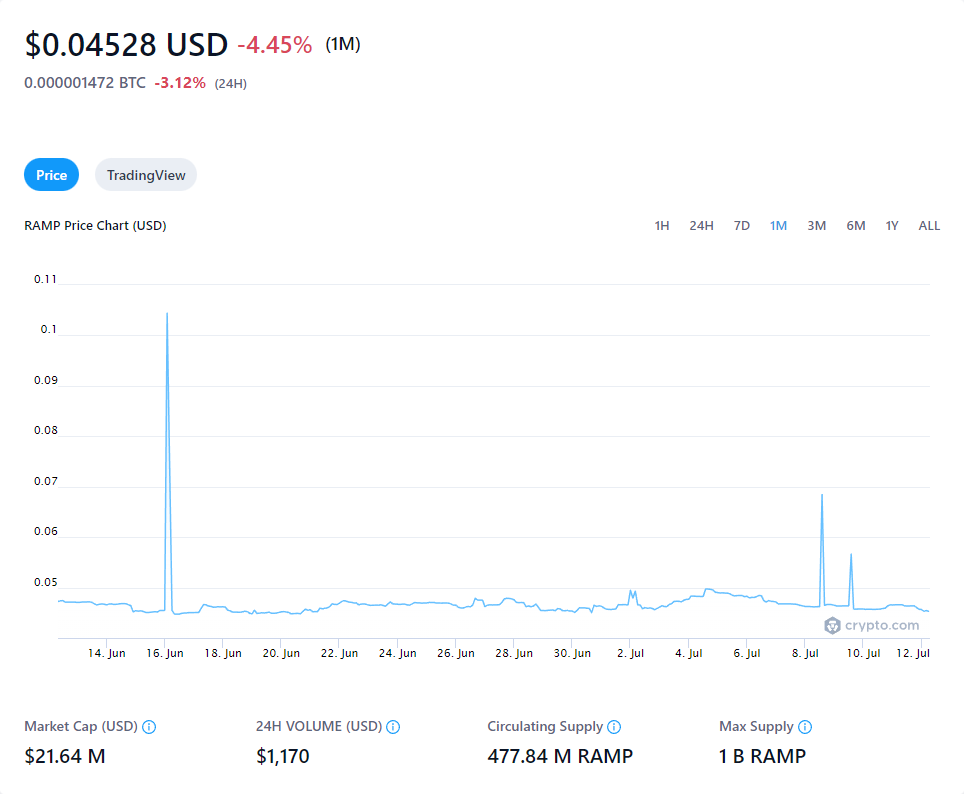 $0.04528 USD -4.45% (1M)
0.000001472 BTC -3.12% (24H)
Price TradingView
RAMP Price Chart (USD) 1H 24H 7D 1M 3M 6M 1Y ALL
0.11
0.1
0.09
0.08
0.07
0.06
0.05
crypto.com
14. Jun 16. Jun 18. Jun 20. Jun 22. Jun 24. Jun 26. Jun 28. Jun 30. Jun 2. Jul 4. Jul 6. Jul 8. Jul 10. Jul 12. Jul
Market Cap (USD) 24H VOLUME (USD) Circulating Supply Max Supply
$21.64 M $1,170 477.84 M RAMP 1 B RAMP